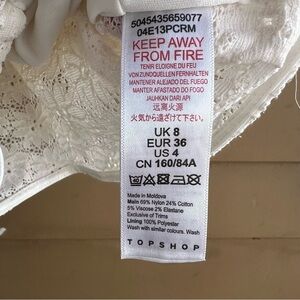 5045435659077
04E13PCRM
KEEP AWAY
FROM FIRE
TENIR ELOIGNE DU FEU
VON ZUNDQUELLEN FERNHALTEN
MANTENER ALEJADO DEL FUEGO
MANTER AFASTADO DO FOGO
JAUHKAN DARI API
远离火源
火気から遠ざけて下さい。
UK 8
EUR 36
US 4
CN 160/84A
Made in Moldova
Main 69% Nylon 24% Cotton
5% Viscose 2% Elastane
Exclusive of Trims
Lining 100% Polyester
Wash with similar colours. Wash
TOPSHOP